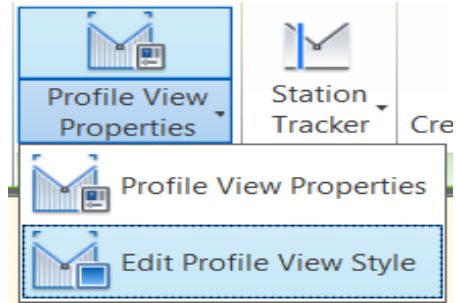 Profile View
Properties
Station
Tracker
Cre
Profile View Properties
Edit Profile View Style